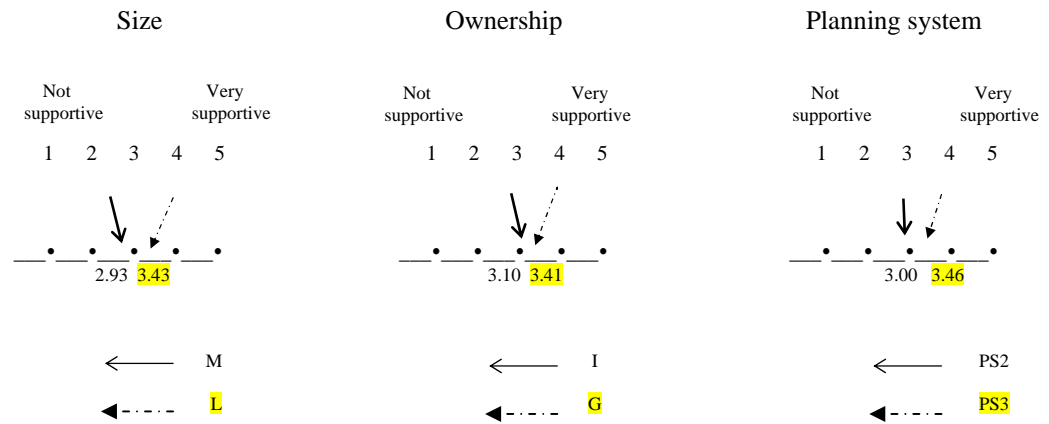 Size Ownership Planning system
Not Very Not Very Not Very
supportive supportive supportive supportive supportive supportive
1 2 3 4 5 1 2 3 4 5 1 2 3 4 5
2.93 3.43 3.10 3.41 3.00 3.46
M I PS2
L G PS3